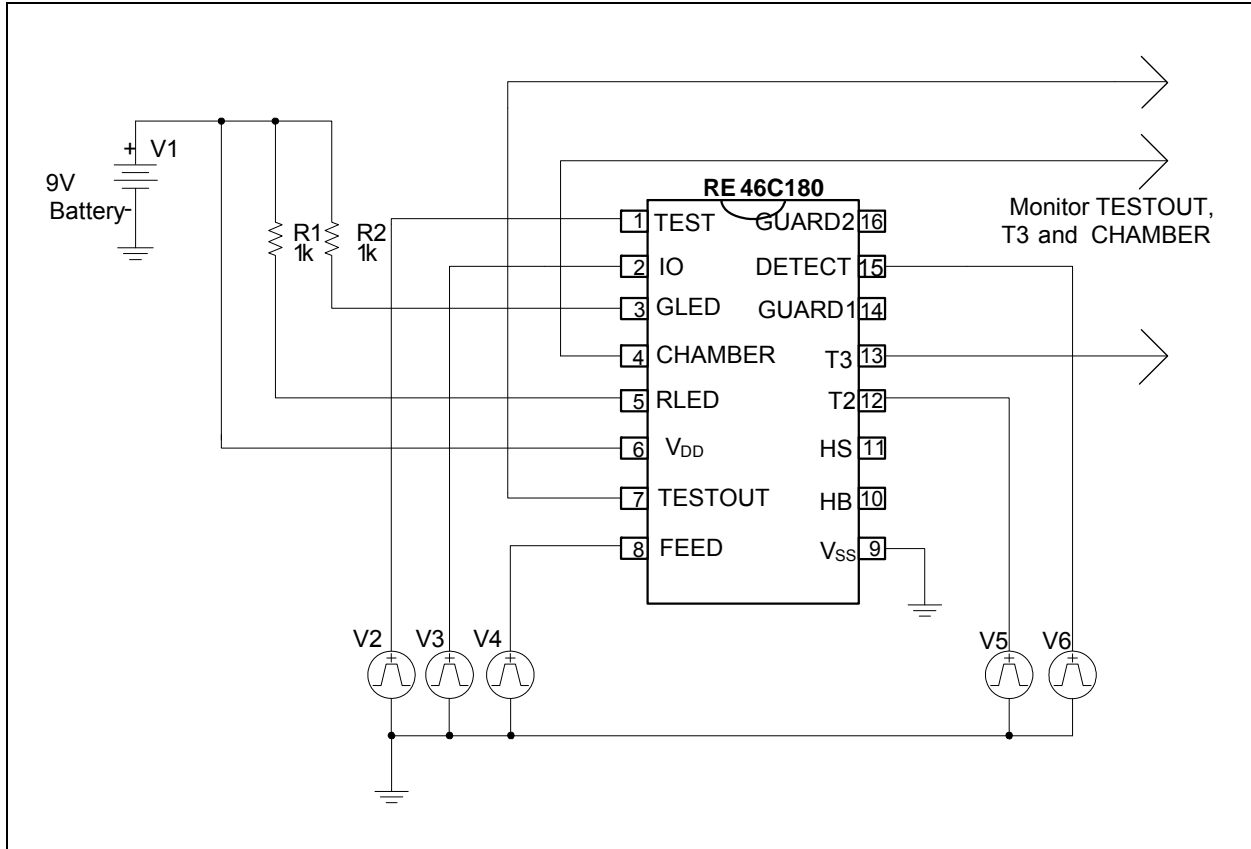 RE46C180
V1
+
9V
Battery-
R1
1k
R2
1k
Monitor TESTOUT,
T3 and CHAMBER
1 TEST GUARD2 16
2 IO DETECT 15
3 GLED GUARD1 14
4 CHAMBER T3 13
5 RLED T2 12
6 VDD HS 11
7 TESTOUT HB 10
8 FEED VSS 9
V2 V3 V4 V5 V6
+ + + + +